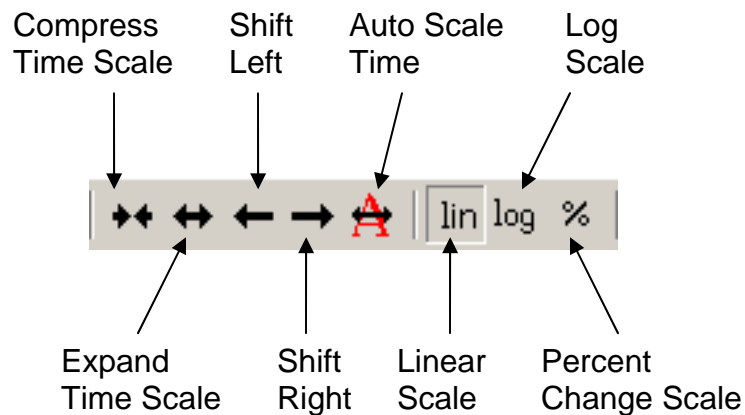 Compress
Time Scale
Shift
Left
Auto Scale
Time
Log
Scale
A
lin
log
%
Expand
Time Scale
Shift
Right
Linear
Scale
Percent
Change Scale